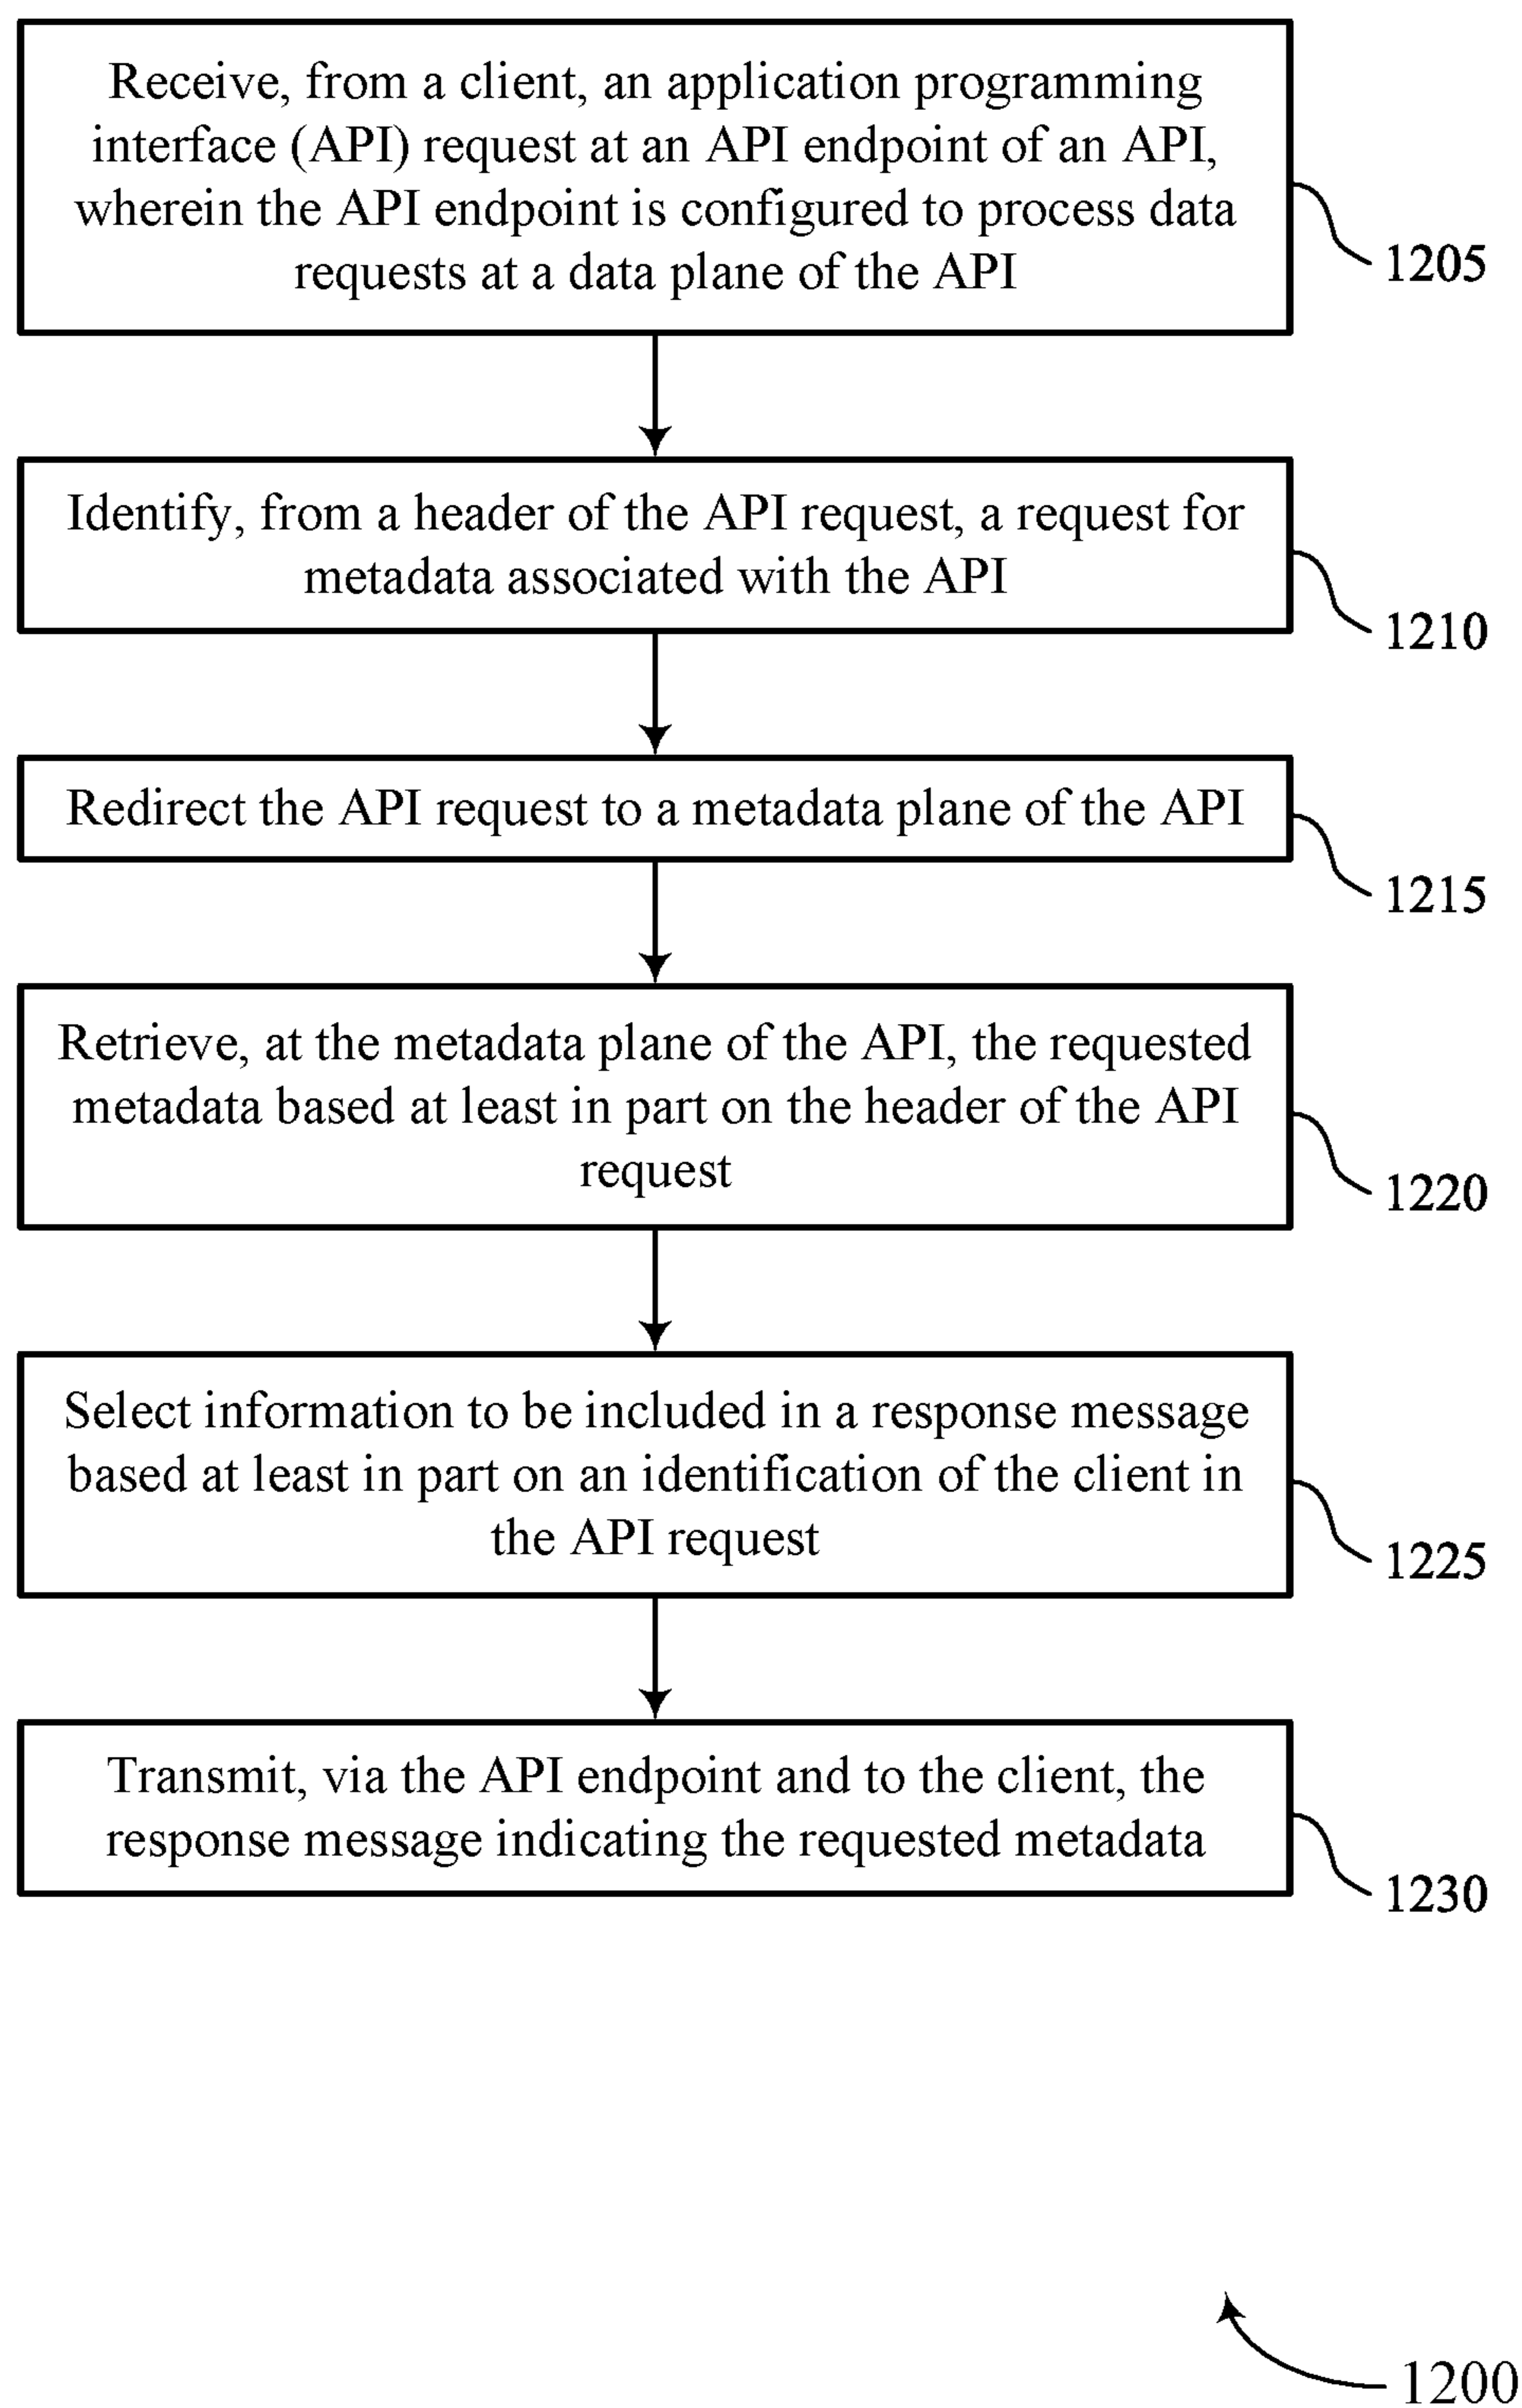 Receive, from a client, an application programming
interface (API) request at an API endpoint of an API,
wherein the API endpoint is configured to process data
requests at a data plane of the API
1205
Identify, from a header of the API request, a request for
metadata associated with the API
1210
Redirect the API request to a metadata plane of the API
1215
Retrieve, at the metadata plane of the API, the requested
metadata based at least in part on the header of the API
request
1220
Select information to be included in a response message
based at least in part on an identification of the client in
the API request
1225
Transmit, via the API endpoint and to the client, the
response message indicating the requested metadata
1230
1200